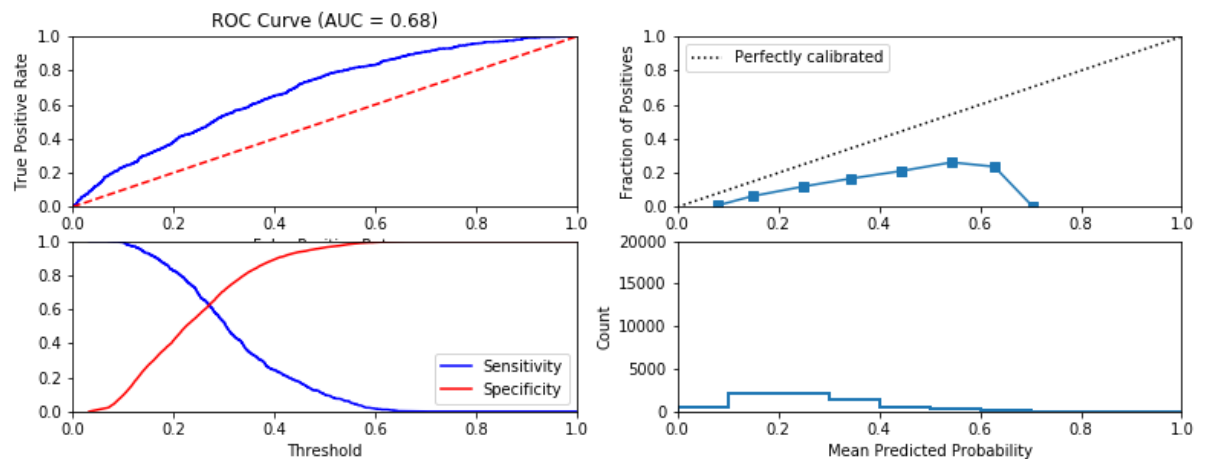 ROC Curve (AUC = 0.68)
True Positive Rate
1.0
0.8
0.6
0.4
0.2
0.0
0.0 0.2 0.4 0.6 0.8 1.0
Fraction of Positives
1.0
0.8
0.6
0.4
0.2
0.0
Perfectly calibrated
0.0 0.2 0.4 0.6 0.8 1.0
1.0
0.8
0.6
0.4
0.2
0.0
Sensitivity
Specificity
0.0 0.2 0.4 0.6 0.8 1.0
Threshold
Count
20000
15000
10000
5000
0
0.0 0.2 0.4 0.6 0.8 1.0
Mean Predicted Probability